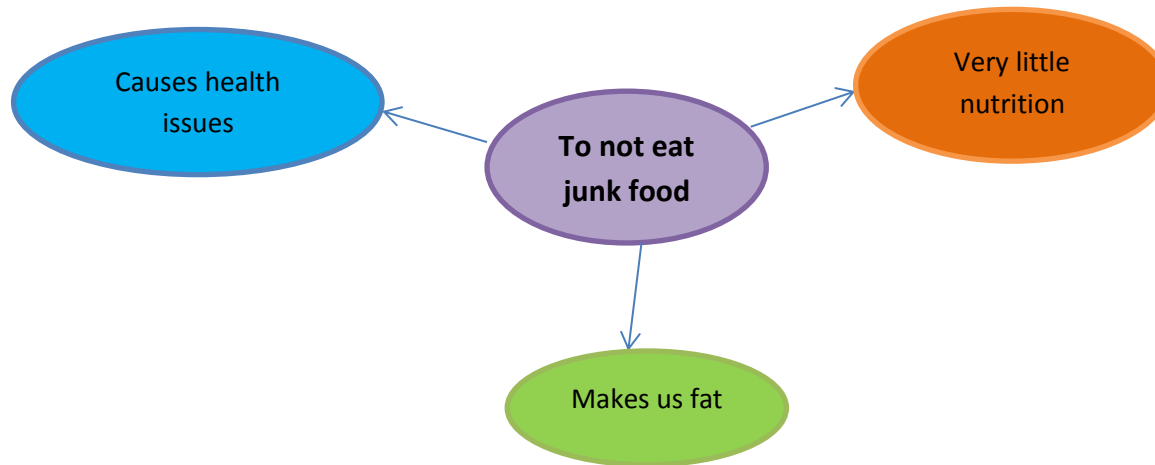 Causes health
issues
To not eat
junk food
Very little
nutrition
Makes us fat